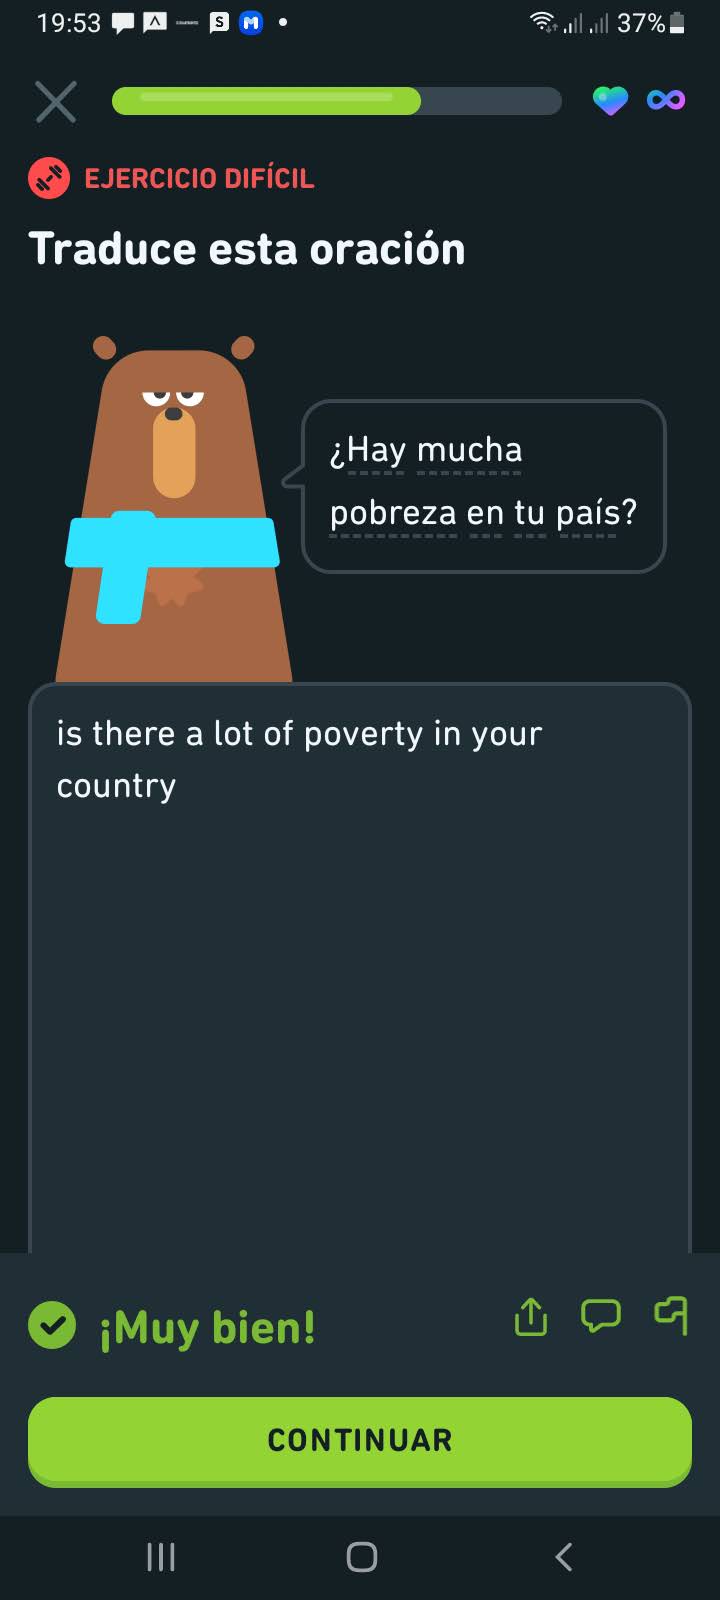 19:53
37%
EJERCICIO DIFÍCIL
Traduce esta oración
¿Hay mucha
pobreza en tu país?
is there a lot of poverty in your
country
¡Muy bien!
CONTINUAR